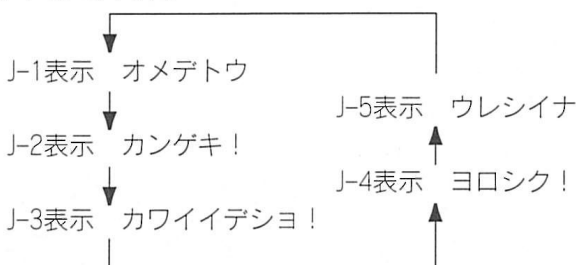 J-1表示 オメデトウ
J-2表示 カンゲキ！
J-3表示 カワイイデショ！
J-4表示 ヨロシク！
J-5表示 ウレシイナ